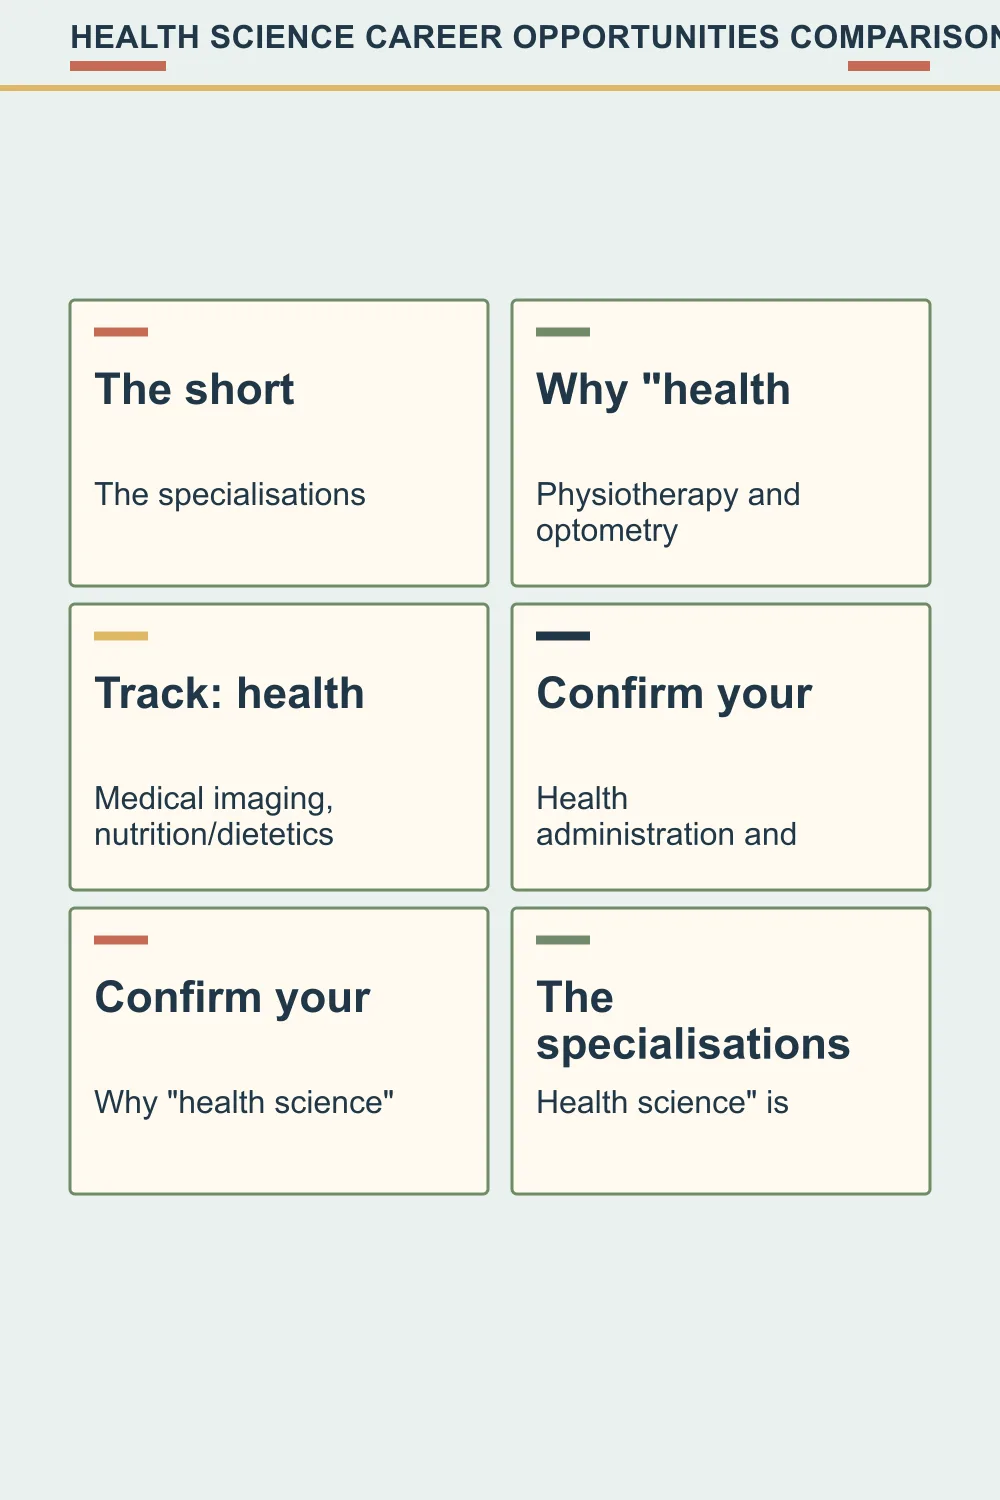 HEALTH SCIENCE CAREER OPPORTUNITIES COMPARISON
The short
The specialisations
Why "health
Physiotherapy and
optometry
Track: health
Medical imaging,
nutrition/dietetics
Confirm your
Health
administration and
Confirm your
Why "health science"
The
specialisations
Health science" is